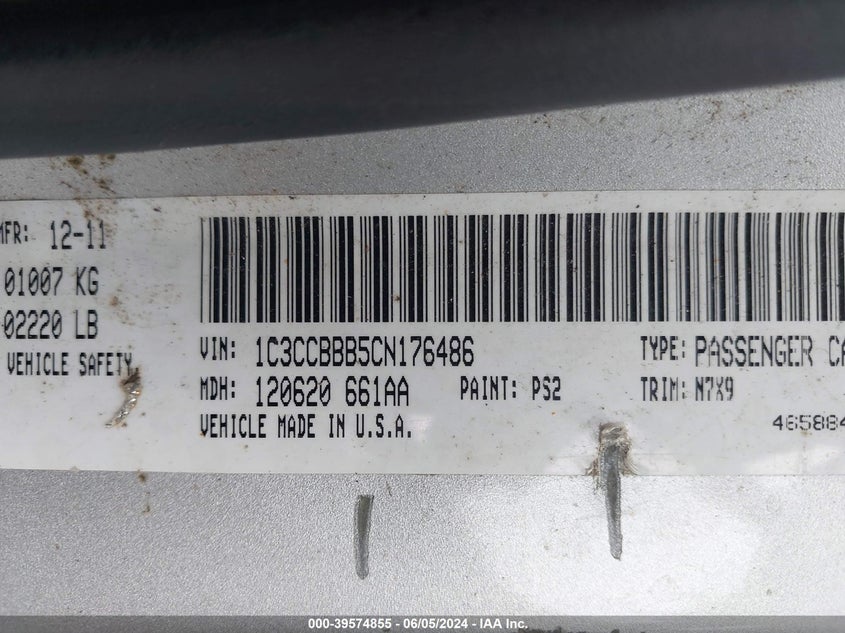 MFR: 12-11
01007 KG
02220 LB
VEHICLE SAFETY
VIN: 1C3CCBBB5CN176486
TYPE: PASSENGER CA
MDH: 120620 661AA
PAINT: PS2
TRIM: N7X9
VEHICLE MADE IN U.S.A.
465884
000-39574855 - 06/05/2024 - IAA Inc.